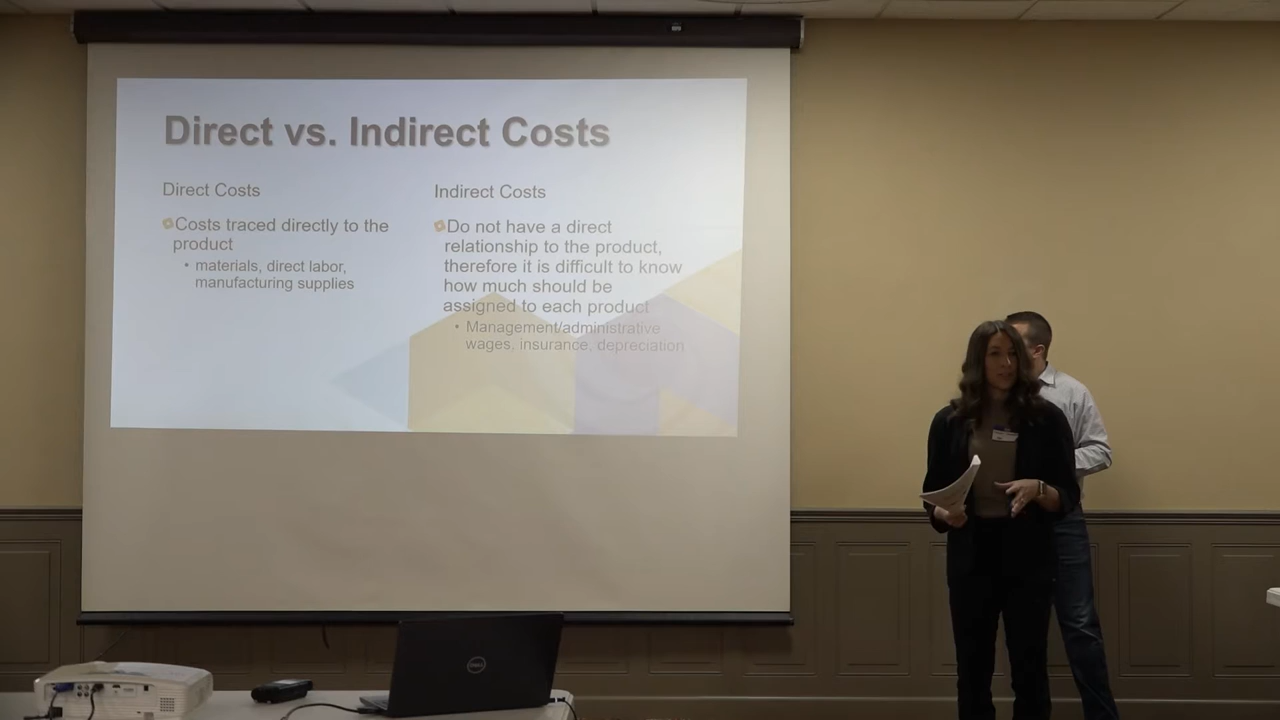 Direct vs. Indirect Costs
Direct Costs
Costs traced directly to the
product
• materials, direct labor,
manufacturing supplies
Indirect Costs
Do not have a direct
relationship to the product,
therefore it is difficult to know
how much should be
assigned to each product
• Management/administrative
wages, insurance, depreciation
DELL